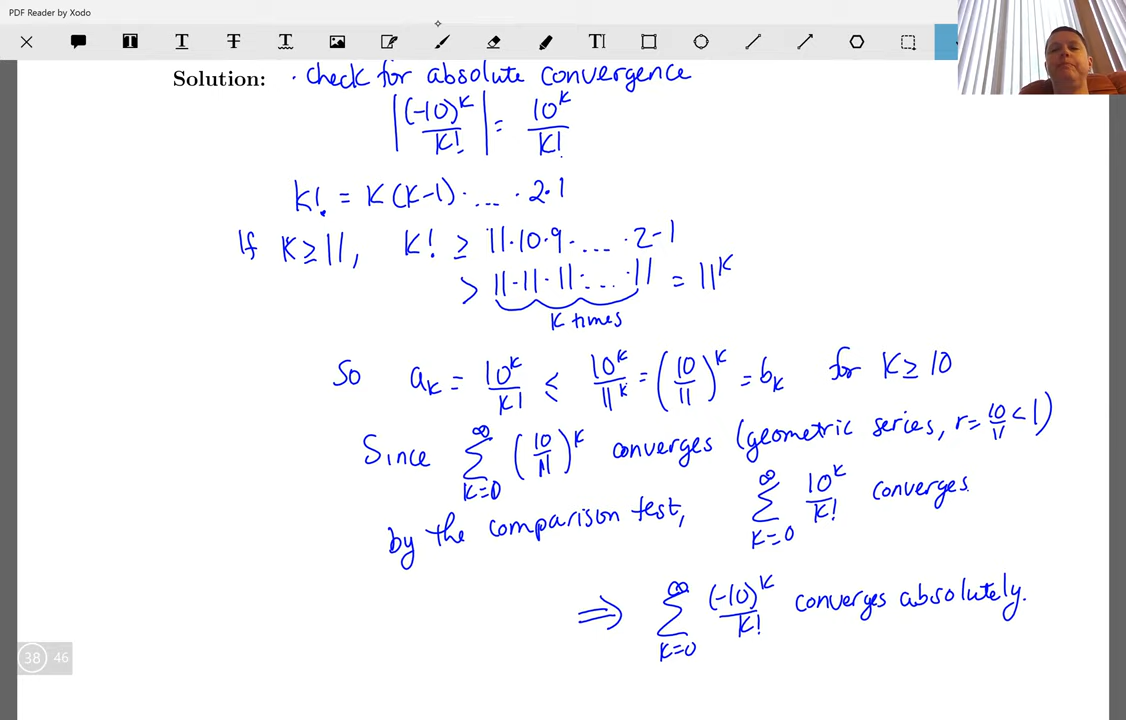 PDF Reader by Xodo
Solution: · check for absolute convergence
|(-10)^k / k!| = 10^k / k!
k! = k(k-1)· ... ·2·1
If k ≥ 11, k! ≥ 11·10·9· .... ·2·1
> 11·11·11· ... ·11 = 11^k
k times
So a_k = 10^k / k! < 10^k / 11^k = (10/11)^k = b_k for k ≥ 10
Since ∑_{k=0}^∞ (10/11)^k converges (geometric series, r = 10/11 < 1)
by the comparison test, ∑_{k=0}^∞ 10^k / k! converges.
⇒ ∑_{k=0}^∞ (-10)^k / k! converges absolutely.
38 46